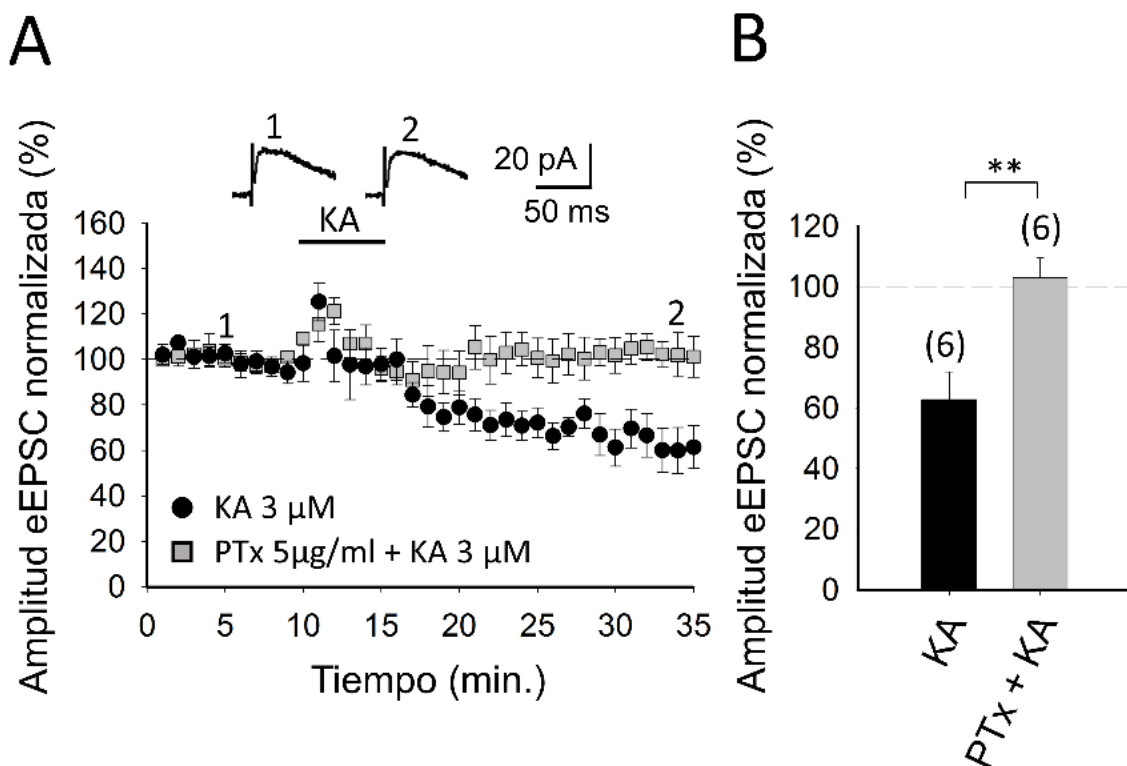 A
Amplitud eEPSC normalizada (%)
1 2
20 pA
50 ms
KA
160
140
120
100
80
60
40
20
0
1
2
KA 3 µM
PTx 5µg/ml + KA 3 µM
0 5 10 15 20 25 30 35
Tiempo (min.)
B
Amplitud eEPSC normalizada (%)
**
120
100
80
60
40
20
0
(6)
(6)
KA
PTx + KA